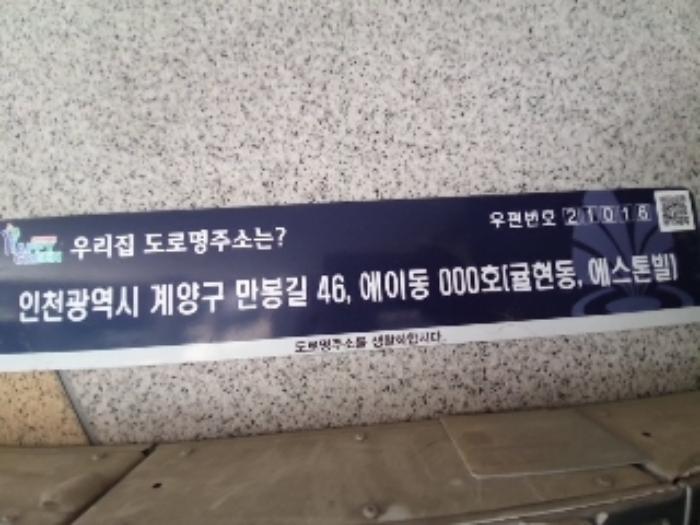 우리집 도로명주소는?
우편번호 21016
인천광역시 계양구 만봉길 46, 에이동 000호(귤현동, 에스톤빌)
도로명주소를 생활화합시다.